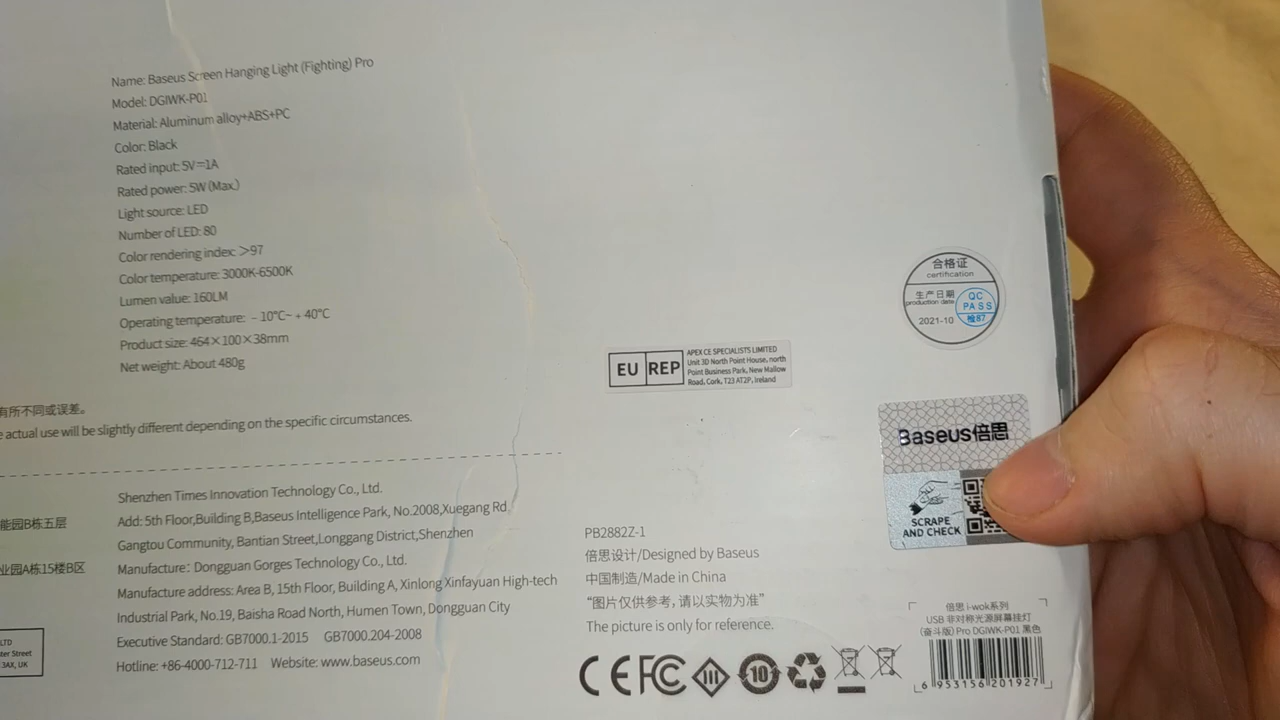 Name: Baseus Screen Hanging Light (Fighting) Pro
Model: DGIWK-P01
Material: Aluminum alloy+ABS+PC
Color: Black
Rated input: 5V⎓1A
Rated power: 5W (Max.)
Light source: LED
Number of LED: 80
Color rendering index: ＞97
Color temperature: 3000K-6500K
Lumen value: 160LM
Operating temperature: －10℃~＋40℃
Product size: 464×100×38mm
Net weight: About 480g
有所不同或误差。
actual use will be slightly different depending on the specific circumstances.
能园B栋五层
业园A栋15楼B区
LTD
ter Street
3AX, UK
Shenzhen Times Innovation Technology Co., Ltd.
Add: 5th Floor,Building B,Baseus Intelligence Park, No.2008,Xuegang Rd,
Gangtou Community, Bantian Street,Longgang District,Shenzhen
Manufacture: Dongguan Gorges Technology Co., Ltd.
Manufacture address: Area B, 15th Floor, Building A, Xinlong Xinfayuan High-tech
Industrial Park, No.19, Baisha Road North, Humen Town, Dongguan City
Executive Standard: GB7000.1-2015 GB7000.204-2008
Hotline: +86-4000-712-711 Website: www.baseus.com
EU REP
APEX CE SPECIALISTS LIMITED
Unit 3D North Point House, north
Point Business Park, New Mallow
Road, Cork, T23 AT2P, Ireland
合格证
certification
生产日期
production date
2021-10
QC
PASS
检87
Baseus倍思
SCRAPE
AND CHECK
PB2882Z-1
倍思设计/Designed by Baseus
中国制造/Made in China
“图片仅供参考，请以实物为准”
The picture is only for reference.
CE FC 10
倍思 i-wok系列
USB 非对称光源屏幕挂灯
(奋斗版) Pro DGIWK-P01 黑色
6 953156 201927